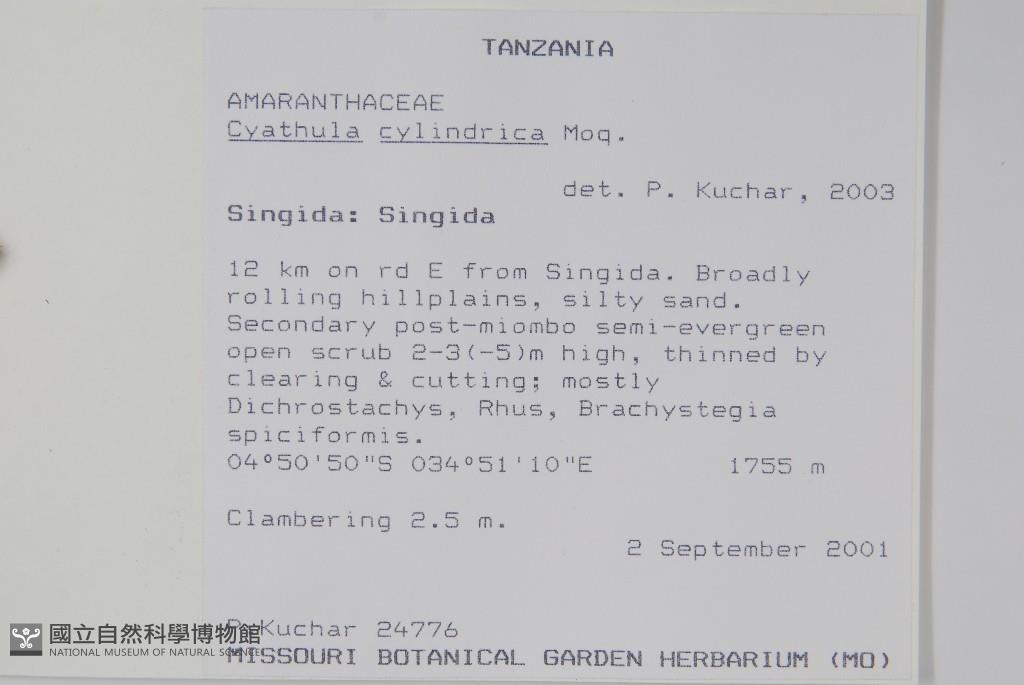 TANZANIA
AMARANTHACEAE
Cyathula cylindrica Moq.
det. P. Kuchar, 2003
Singida: Singida
12 km on rd E from Singida. Broadly
rolling hillplains, silty sand.
Secondary post-miombo semi-evergreen
open scrub 2-3(-5)m high, thinned by
clearing & cutting; mostly
Dichrostachys, Rhus, Brachystegia
spiciformis.
04°50'50"S 034°51'10"E 1755 m
Clambering 2.5 m.
2 September 2001
P. Kuchar 24776
MISSOURI BOTANICAL GARDEN HERBARIUM (MO)
國立自然科學博物館
NATIONAL MUSEUM OF NATURAL SCIENCE